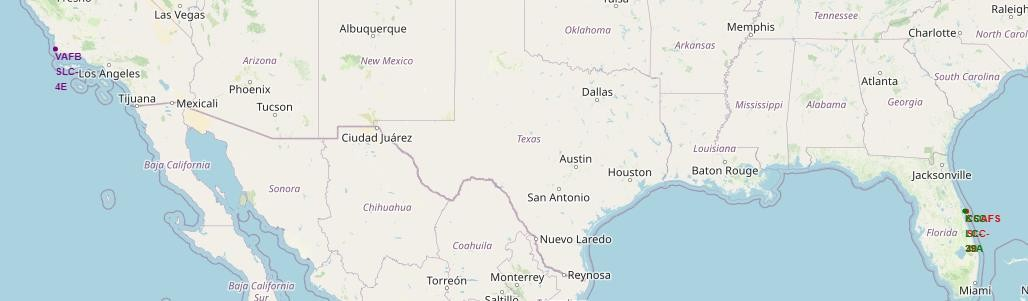 Fresno
Las Vegas
Tulsa
Raleigh
Tennessee
Memphis
Albuquerque
Oklahoma
Charlotte
North Carol
Arkansas
VAFB
SLC-
4E
Arizona
New Mexico
Los Angeles
South Carolina
Phoenix
Dallas
Atlanta
Tijuana
Mexicali
Tucson
Mississippi
Alabama
Georgia
Ciudad Juárez
Texas
Louisiana
Austin
Baja California
Houston
Baton Rouge
Jacksonville
Sonora
San Antonio
Chihuahua
Florida
Coahuila
Nuevo Laredo
Torreón
Monterrey
Reynosa
Baja California
Sur
Saltillo
Miami